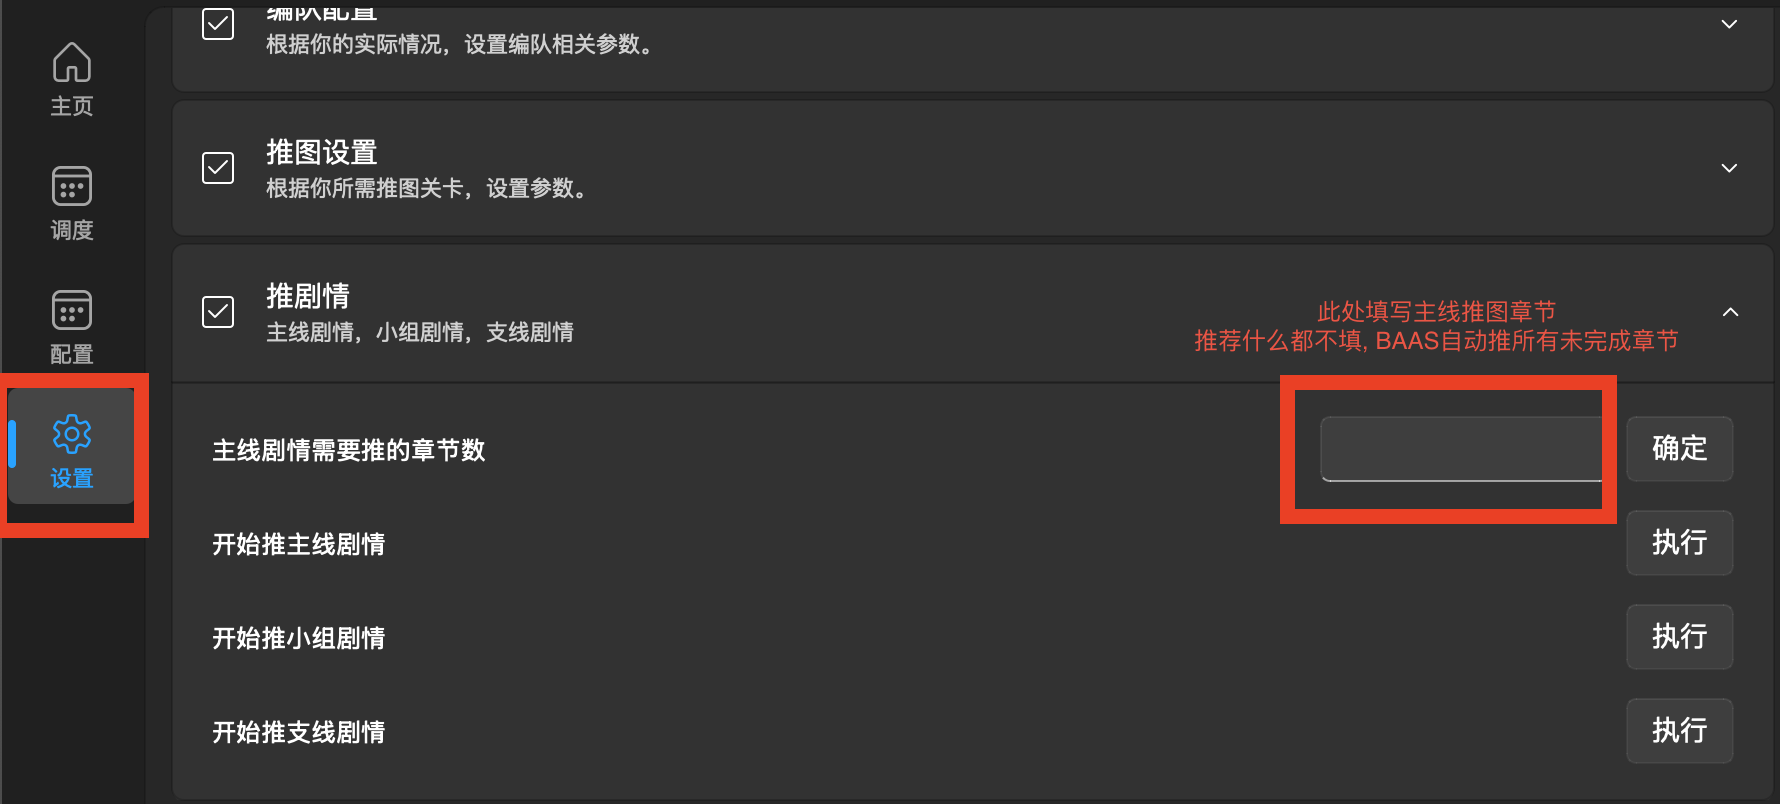 编队配置
根据你的实际情况，设置编队相关参数。
主页
推图设置
根据你所需推图关卡，设置参数。
调度
推剧情
主线剧情，小组剧情，支线剧情
此处填写主线推图章节
推荐什么都不填, BAAS自动推所有未完成章节
配置
主线剧情需要推的章节数
确定
设置
开始推主线剧情
执行
开始推小组剧情
执行
开始推支线剧情
执行